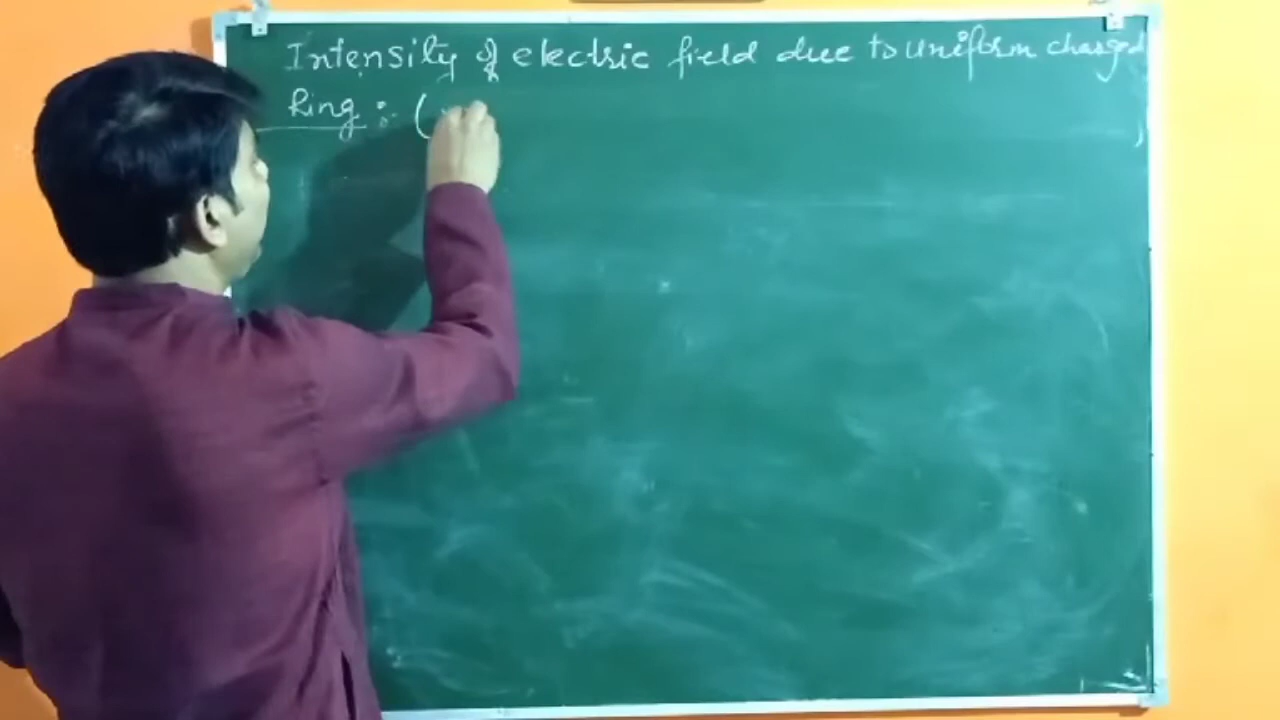 Intensity of electric field due to uniform charged
Ring :- (